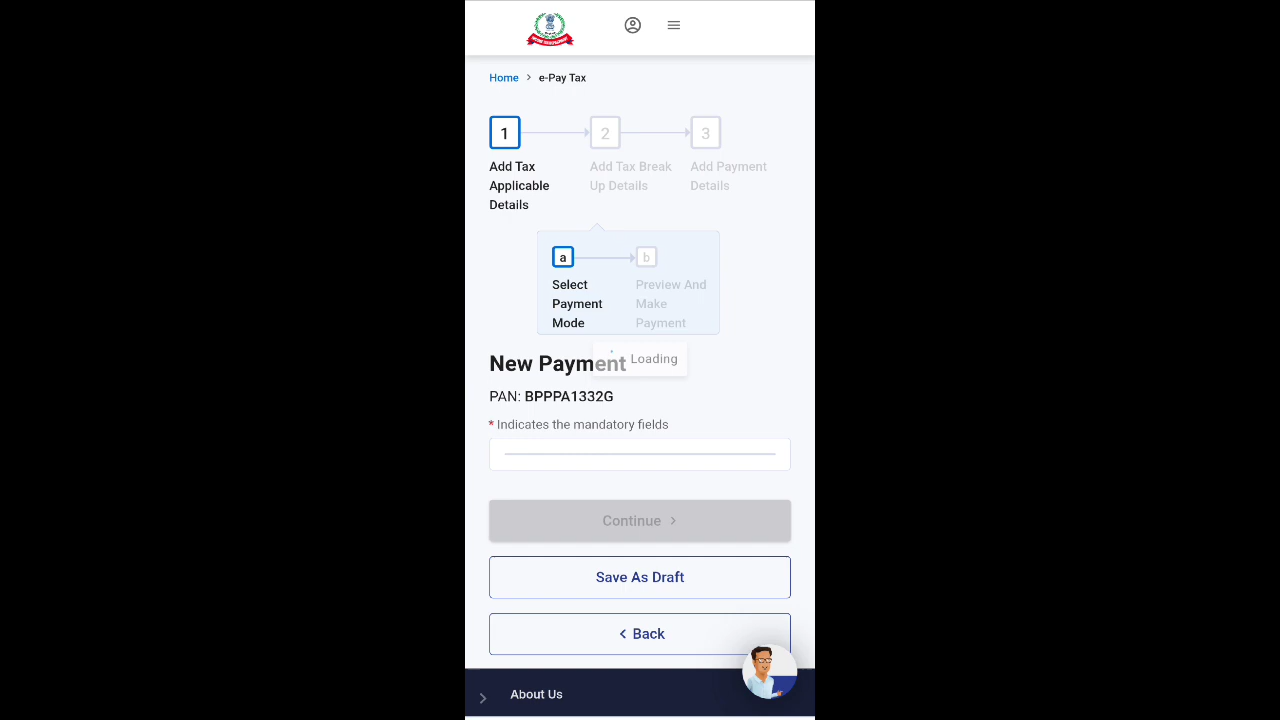 Home > e-Pay Tax
1 2 3
Add Tax Applicable Details
Add Tax Break Up Details
Add Payment Details
a b
Select Payment Mode
Preview And Make Payment
Loading
New Payment
PAN: BPPPA1332G
* Indicates the mandatory fields
Continue >
Save As Draft
< Back
> About Us